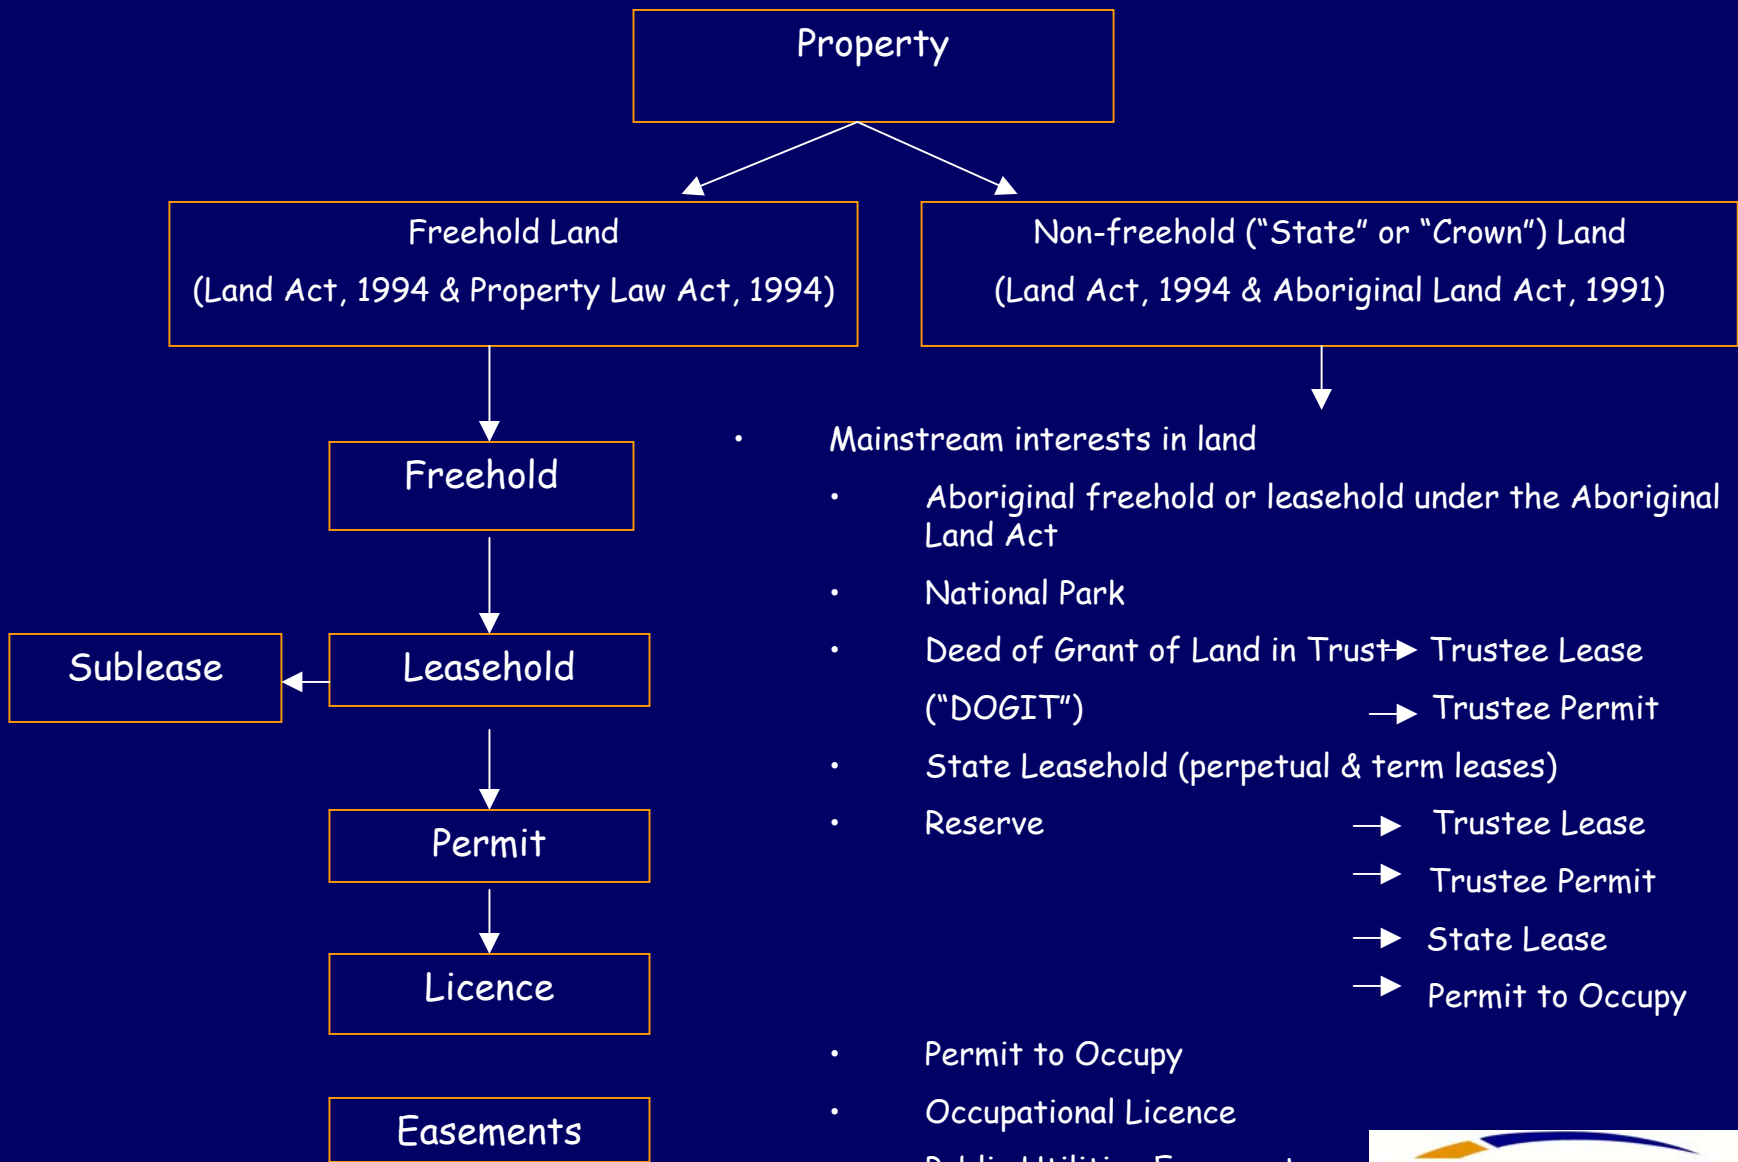 Property
Freehold Land
(Land Act, 1994 & Property Law Act, 1994)
Non-freehold (“State” or “Crown”) Land
(Land Act, 1994 & Aboriginal Land Act, 1991)
Freehold
Leasehold
Sublease
Permit
Licence
Easements
• Mainstream interests in land
• Aboriginal freehold or leasehold under the Aboriginal
Land Act
• National Park
• Deed of Grant of Land in Trust Trustee Lease
(“DOGIT”) Trustee Permit
• State Leasehold (perpetual & term leases)
• Reserve Trustee Lease
Trustee Permit
State Lease
Permit to Occupy
• Permit to Occupy
• Occupational Licence